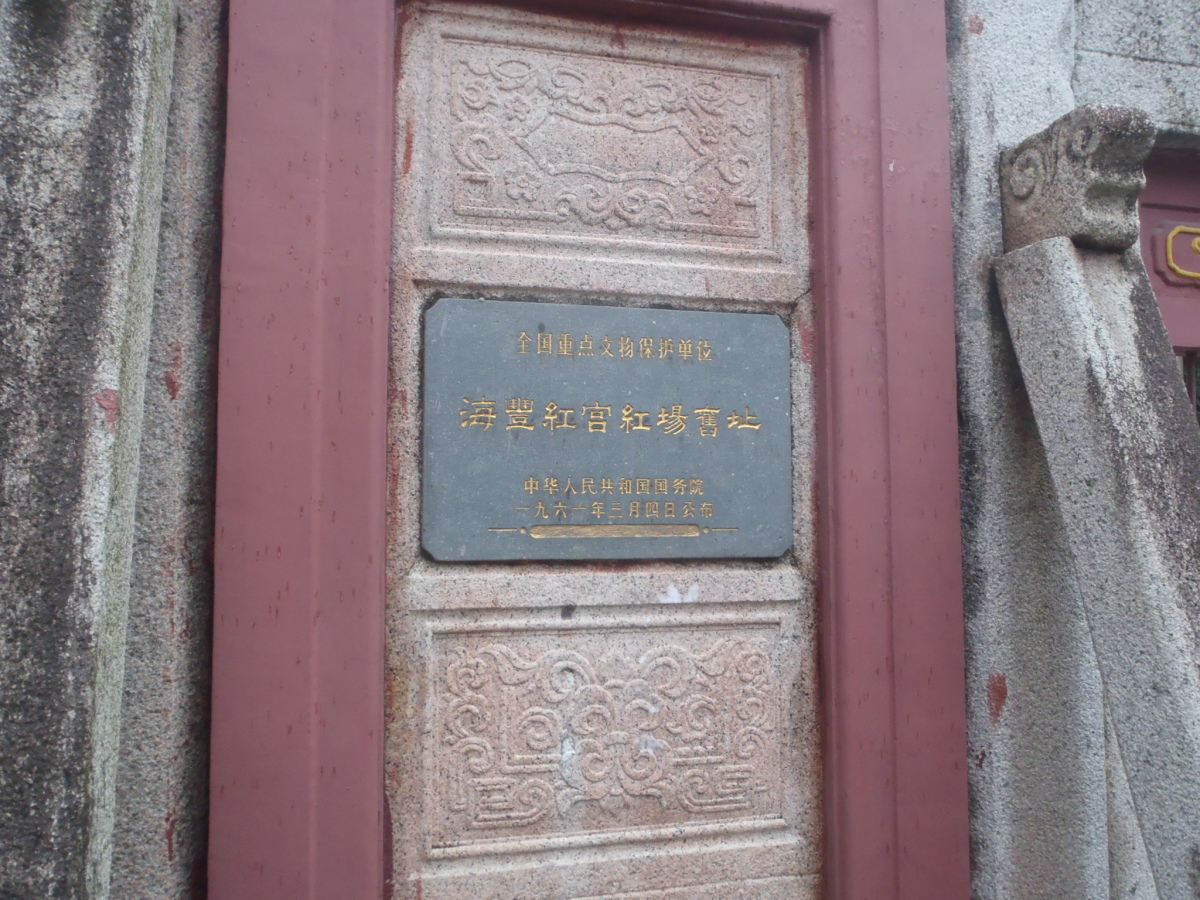 全国重点文物保护单位
海豐紅宫紅場舊址
中华人民共和国国务院
一九六一年三月四日公布